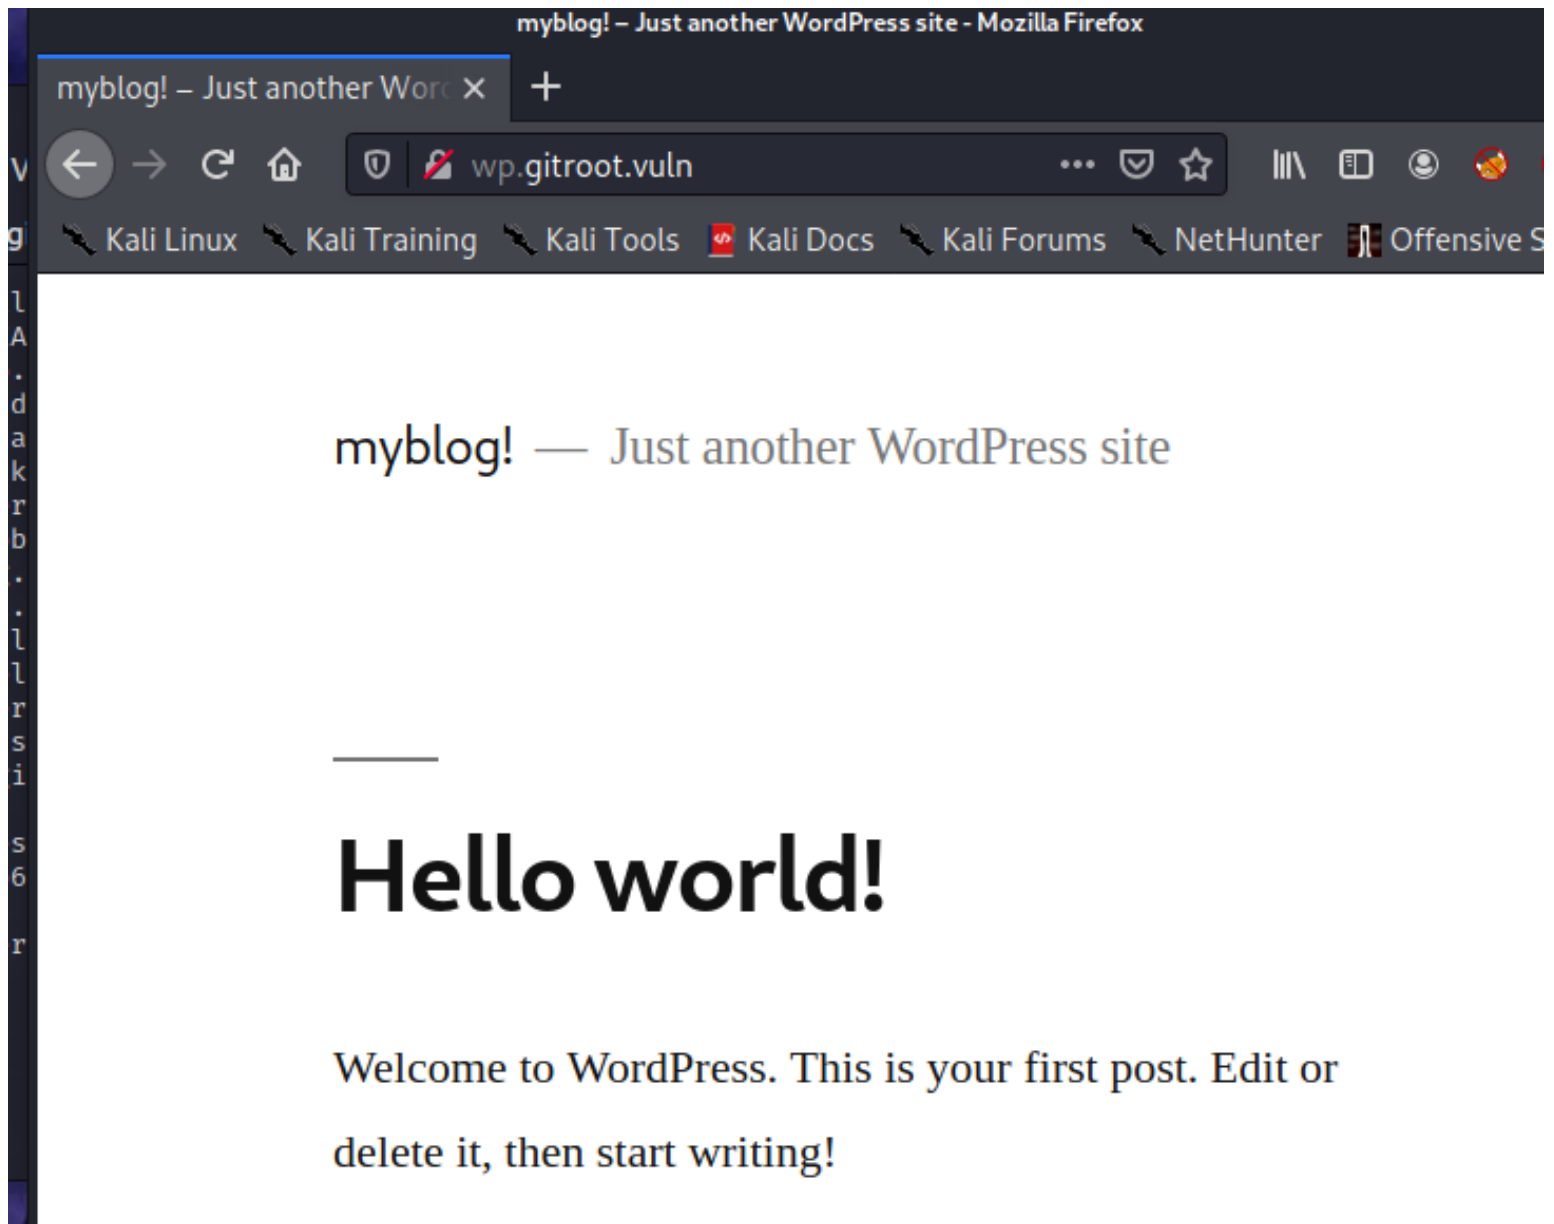 myblog! – Just another WordPress site - Mozilla Firefox
myblog! – Just another Word
wp.gitroot.vuln
Kali Linux Kali Training Kali Tools Kali Docs Kali Forums NetHunter Offensive S
myblog! — Just another WordPress site
Hello world!
Welcome to WordPress. This is your first post. Edit or
delete it, then start writing!